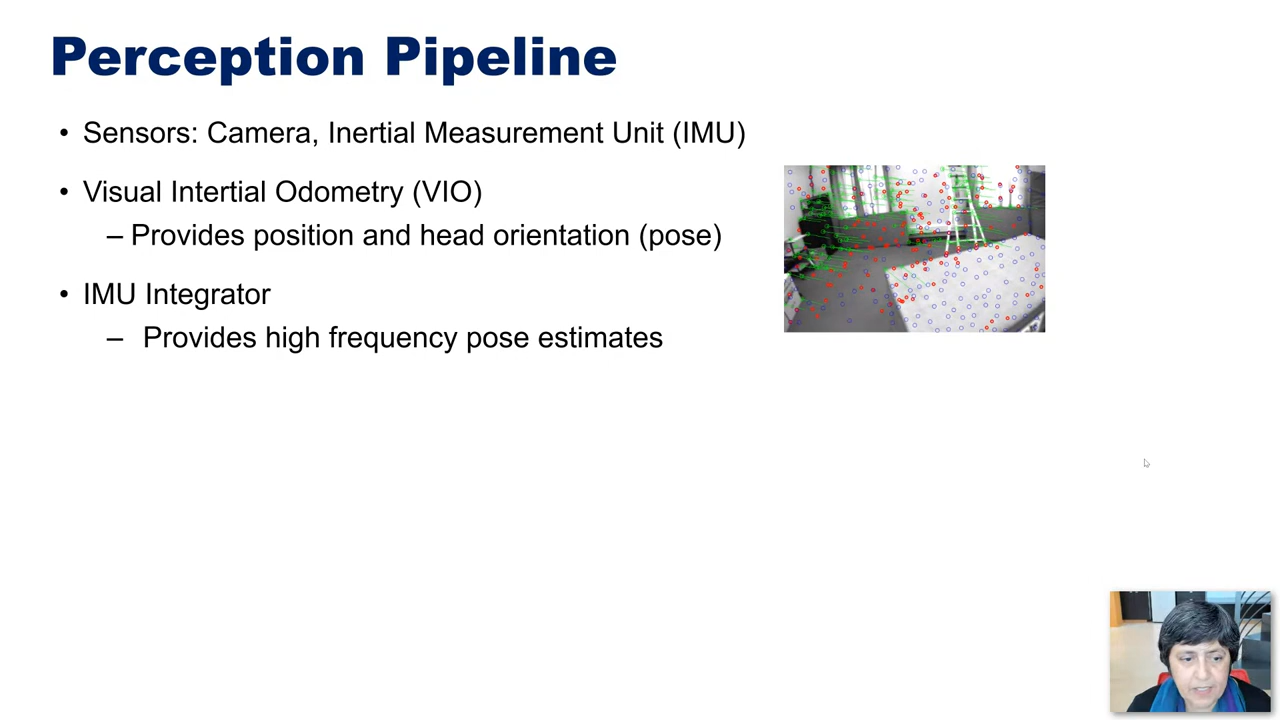 Perception Pipeline
• Sensors: Camera, Inertial Measurement Unit (IMU)
• Visual Intertial Odometry (VIO)
– Provides position and head orientation (pose)
• IMU Integrator
– Provides high frequency pose estimates